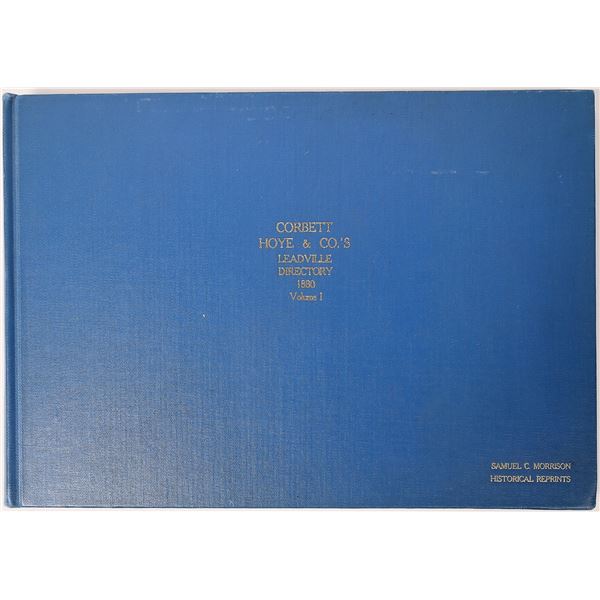 CORBETT
HOYE & CO.'S
LEADVILLE
DIRECTORY
1880
Volume I
SAMUEL C. MORRISON
HISTORICAL REPRINTS